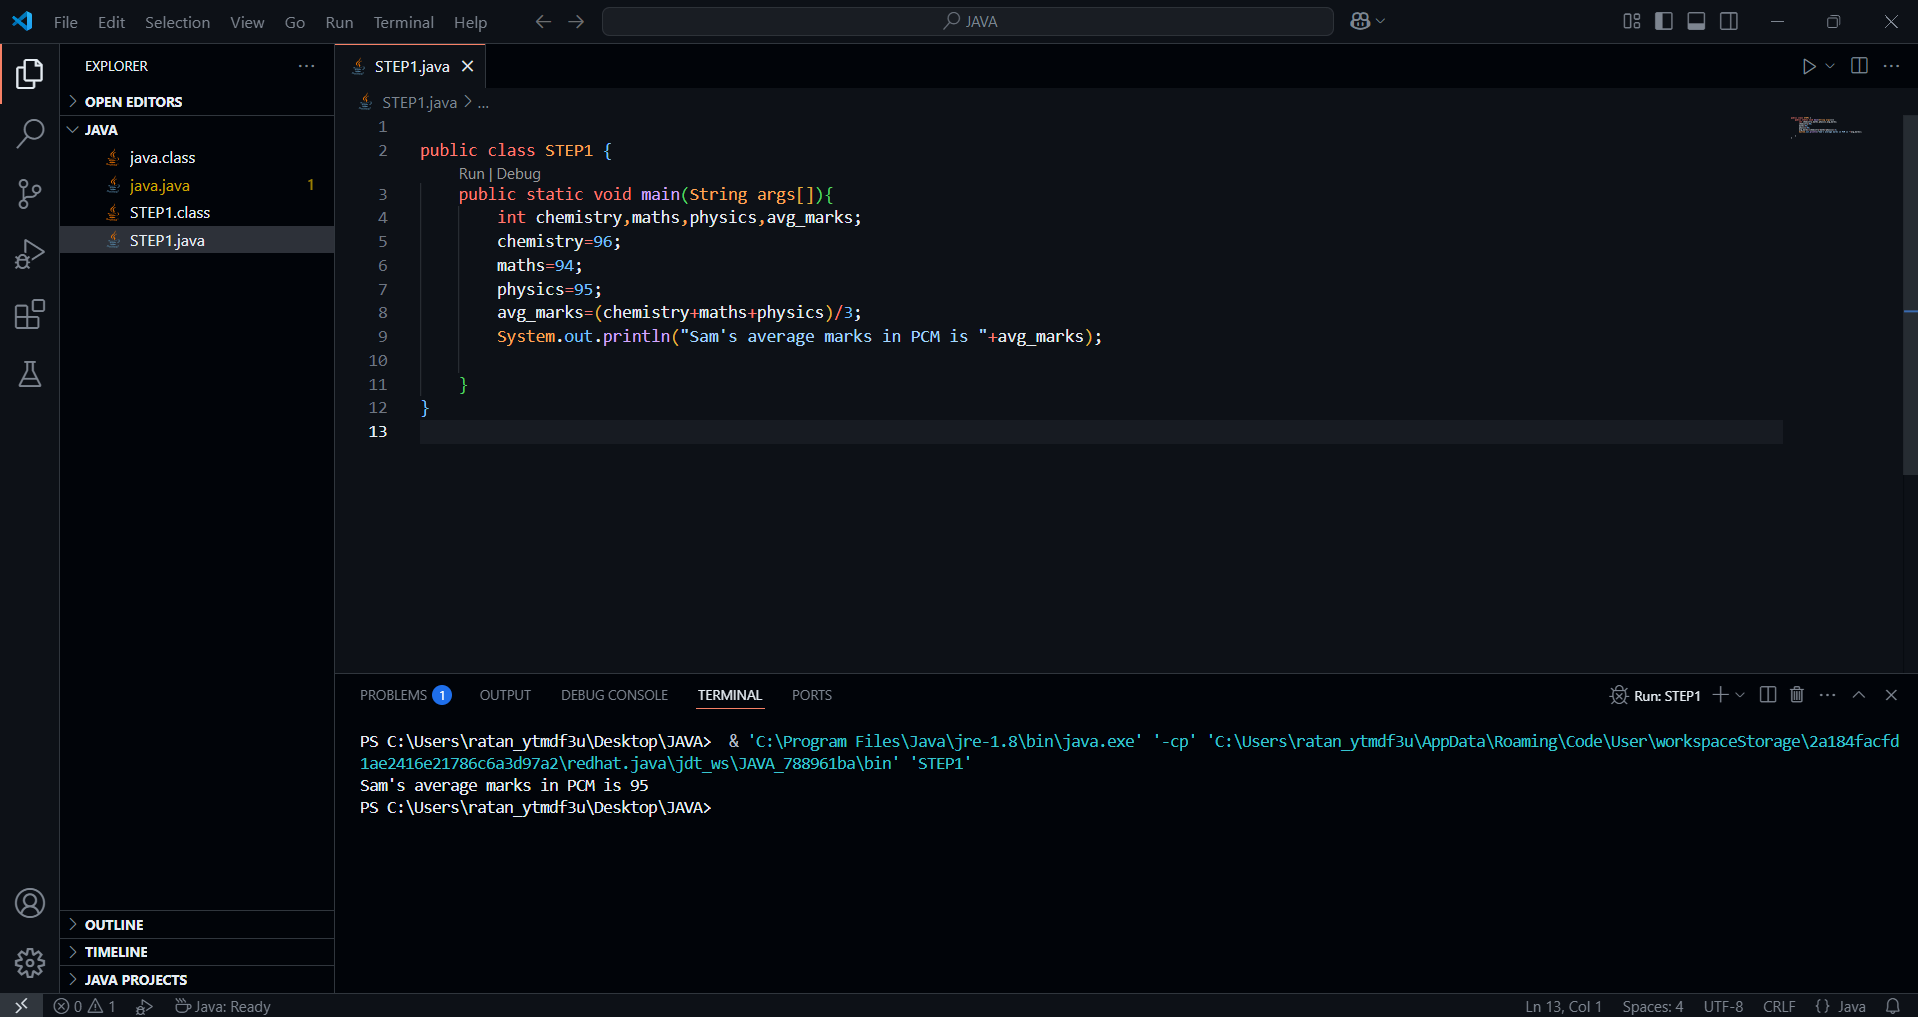 File Edit Selection View Go Run Terminal Help
JAVA
EXPLORER
OPEN EDITORS
JAVA
java.class
java.java 1
STEP1.class
STEP1.java
OUTLINE
TIMELINE
JAVA PROJECTS
STEP1.java
STEP1.java > ...
1
2 public class STEP1 {
Run | Debug
3 public static void main(String args[]){
4 int chemistry,maths,physics,avg_marks;
5 chemistry=96;
6 maths=94;
7 physics=95;
8 avg_marks=(chemistry+maths+physics)/3;
9 System.out.println("Sam's average marks in PCM is "+avg_marks);
10
11 }
12 }
13
PROBLEMS 1 OUTPUT DEBUG CONSOLE TERMINAL PORTS
Run: STEP1
PS C:\Users\ratan_ytmdf3u\Desktop\JAVA> & 'C:\Program Files\Java\jre-1.8\bin\java.exe' '-cp' 'C:\Users\ratan_ytmdf3u\AppData\Roaming\Code\User\workspaceStorage\2a184facfd
1ae2416e21786c6a3d97a2\redhat.java\jdt_ws\JAVA_788961ba\bin' 'STEP1'
Sam's average marks in PCM is 95
PS C:\Users\ratan_ytmdf3u\Desktop\JAVA>
0 1 Java: Ready Ln 13, Col 1 Spaces: 4 UTF-8 CRLF {} Java